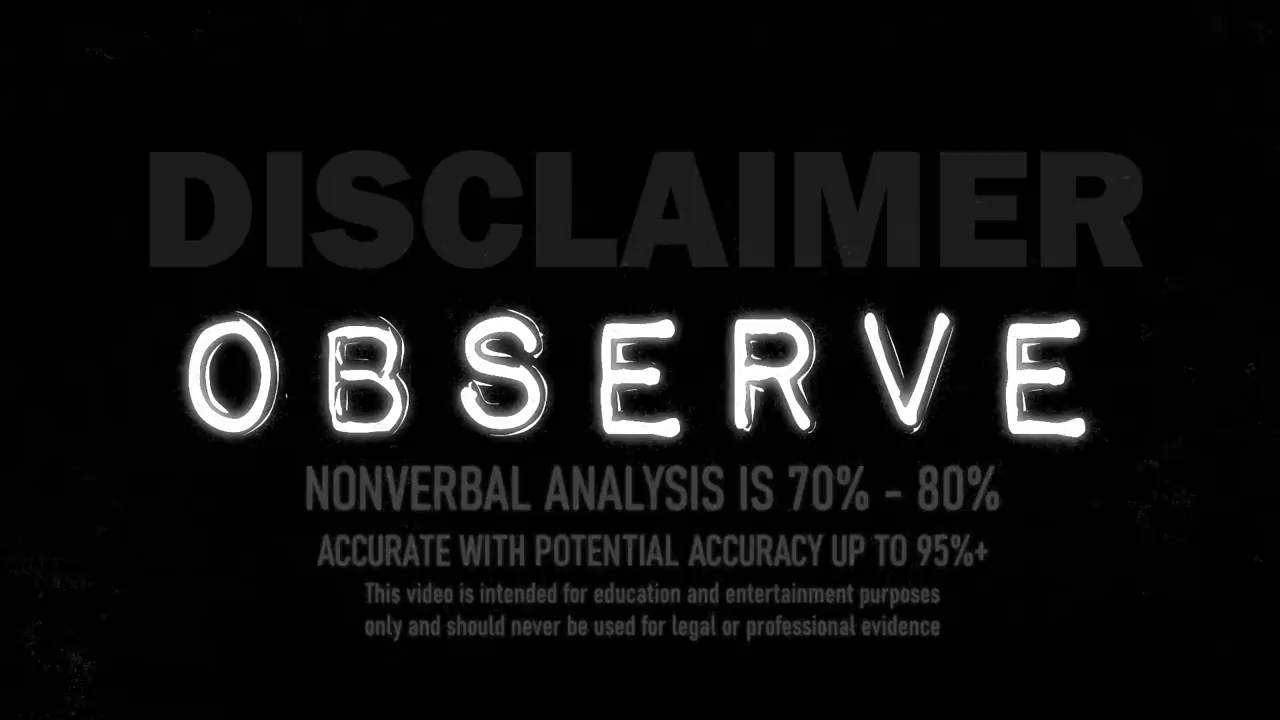 DISCLAIMER
OBSERVE
NONVERBAL ANALYSIS IS 70% - 80%
ACCURATE WITH POTENTIAL ACCURACY UP TO 95%+
This video is intended for education and entertainment purposes
only and should never be used for legal or professional evidence